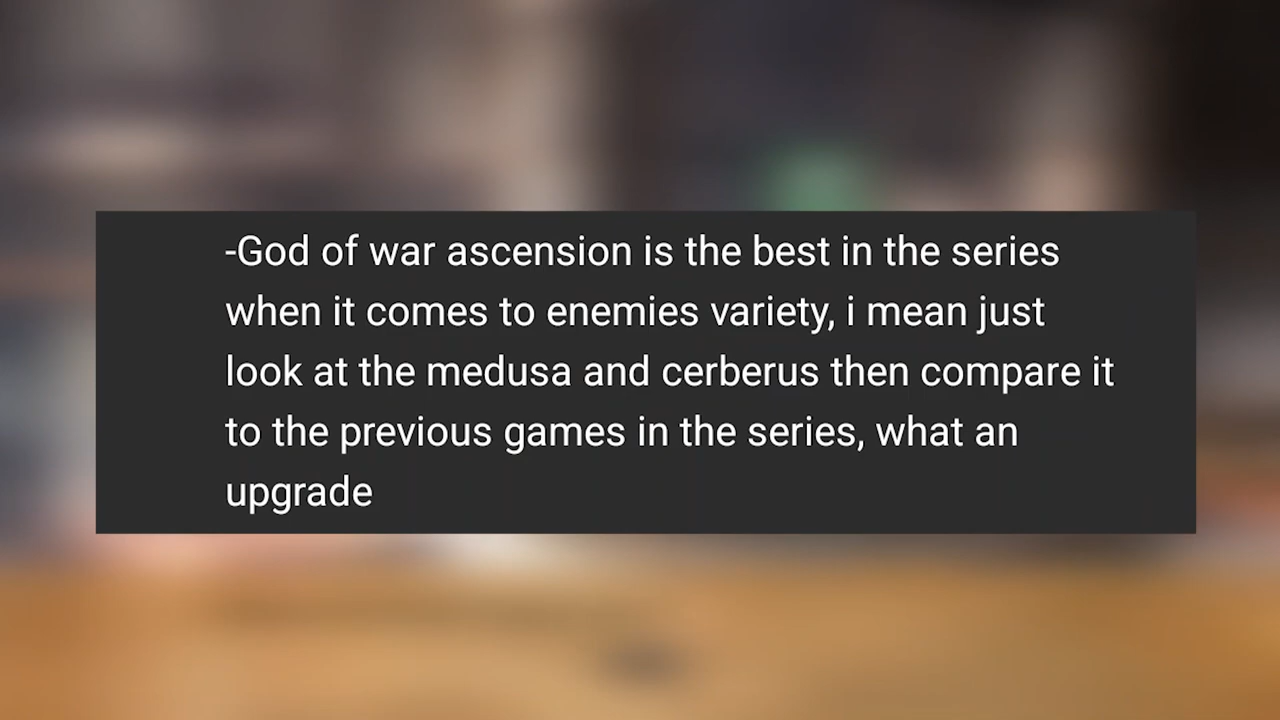 -God of war ascension is the best in the series
when it comes to enemies variety, i mean just
look at the medusa and cerberus then compare it
to the previous games in the series, what an
upgrade